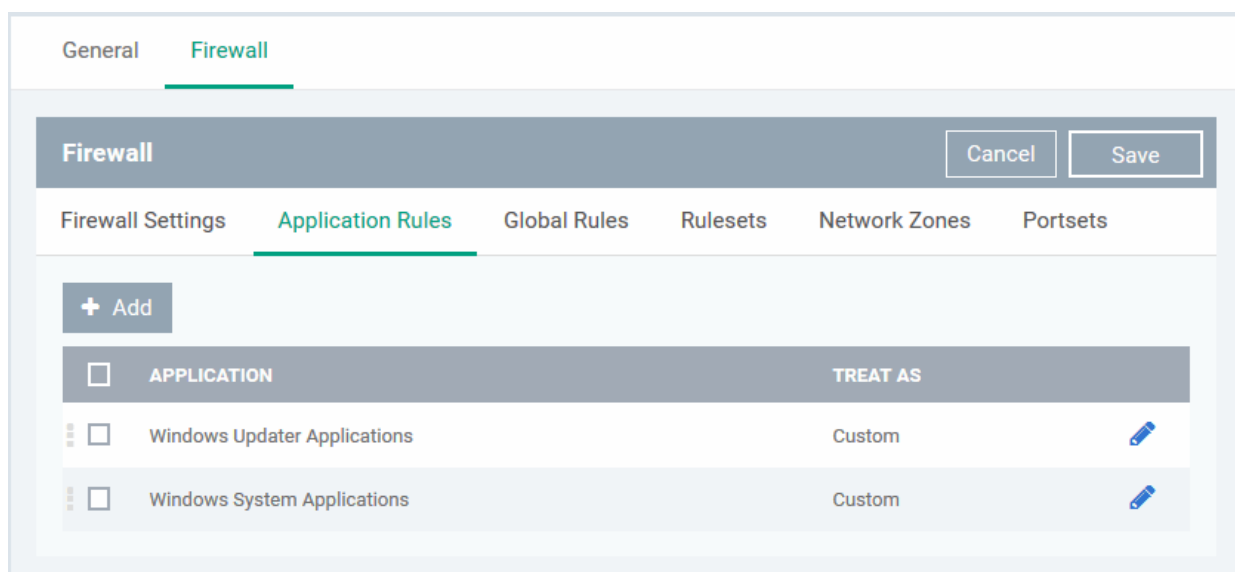 General Firewall
Firewall Cancel Save
Firewall Settings Application Rules Global Rules Rulesets Network Zones Portsets
+ Add
APPLICATION TREAT AS
Windows Updater Applications Custom
Windows System Applications Custom